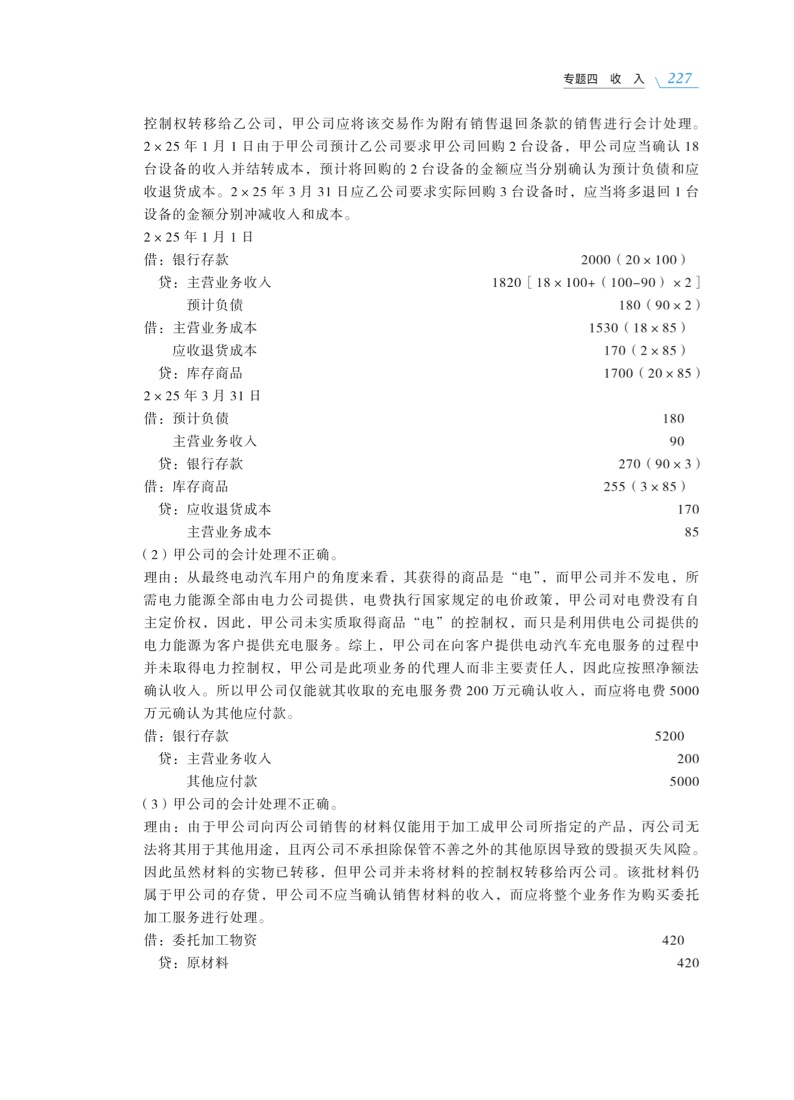 专题四 收 入 227
控制权转移给乙公司，甲公司应将该交易作为附有销售退回条款的销售进行会计处理。
2×25 年 1 月 1 日由于甲公司预计乙公司要求甲公司回购 2 台设备，甲公司应当确认 18
台设备的收入并结转成本，预计将回购的 2 台设备的金额应当分别确认为预计负债和应
收退货成本。2×25 年 3 月 31 日应乙公司要求实际回购 3 台设备时，应当将多退回 1 台
设备的金额分别冲减收入和成本。
2×25 年 1 月 1 日
借：银行存款 2000（20×100）
贷：主营业务收入 1820［18×100+（100–90）×2］
预计负债 180（90×2）
借：主营业务成本 1530（18×85）
应收退货成本 170（2×85）
贷：库存商品 1700（20×85）
2×25 年 3 月 31 日
借：预计负债 180
主营业务收入 90
贷：银行存款 270（90×3）
借：库存商品 255（3×85）
贷：应收退货成本 170
主营业务成本 85
（2）甲公司的会计处理不正确。
理由：从最终电动汽车用户的角度来看，其获得的商品是“电”，而甲公司并不发电，所
需电力能源全部由电力公司提供，电费执行国家规定的电价政策，甲公司对电费没有自
主定价权，因此，甲公司未实质取得商品“电”的控制权，而只是利用供电公司提供的
电力能源为客户提供充电服务。综上，甲公司在向客户提供电动汽车充电服务的过程中
并未取得电力控制权，甲公司是此项业务的代理人而非主要责任人，因此应按照净额法
确认收入。所以甲公司仅能就其收取的充电服务费 200 万元确认收入，而应将电费 5000
万元确认为其他应付款。
借：银行存款 5200
贷：主营业务收入 200
其他应付款 5000
（3）甲公司的会计处理不正确。
理由：由于甲公司向丙公司销售的材料仅能用于加工成甲公司所指定的产品，丙公司无
法将其用于其他用途，且丙公司不承担除保管不善之外的其他原因导致的毁损灭失风险。
因此虽然材料的实物已转移，但甲公司并未将材料的控制权转移给丙公司。该批材料仍
属于甲公司的存货，甲公司不应当确认销售材料的收入，而应将整个业务作为购买委托
加工服务进行处理。
借：委托加工物资 420
贷：原材料 420